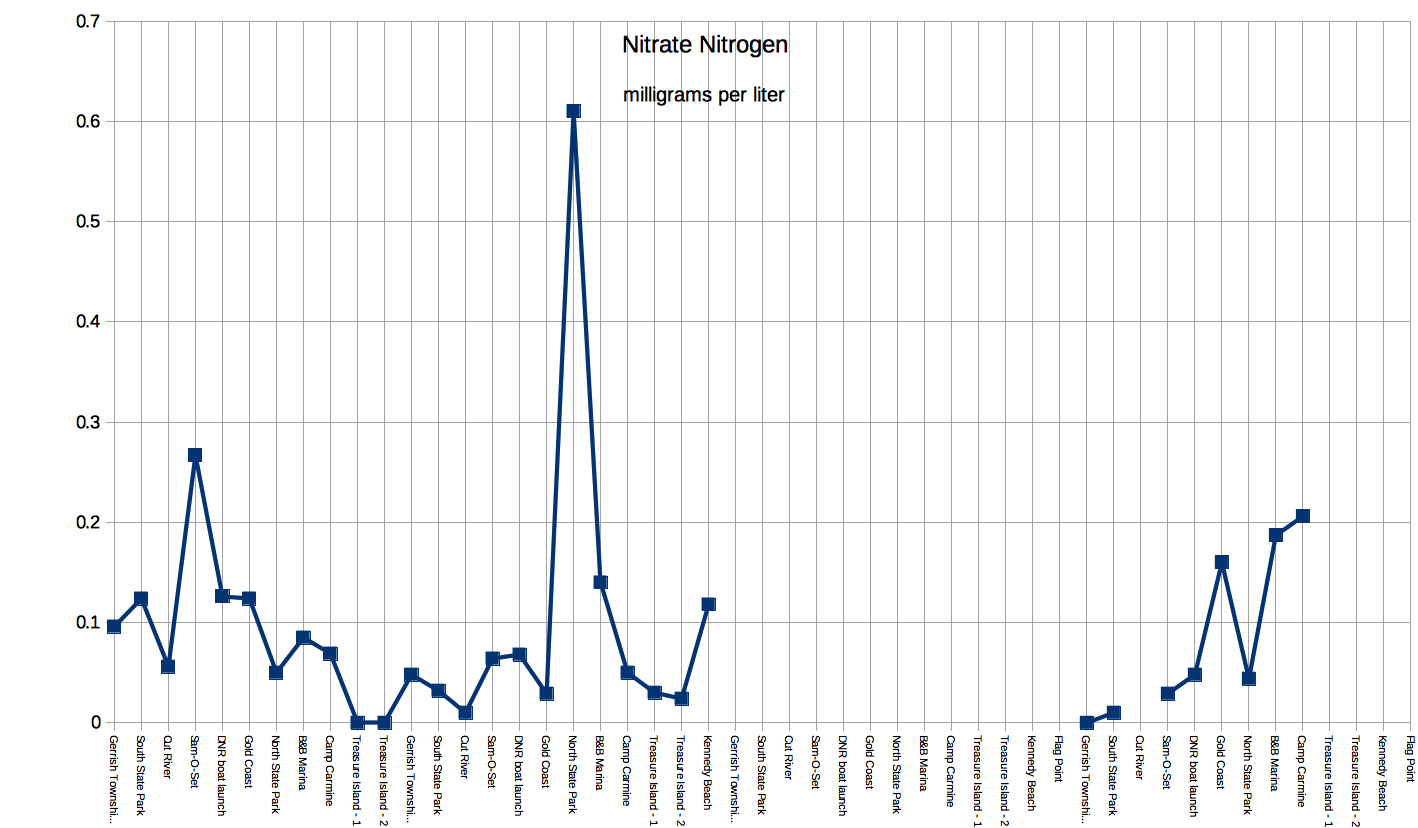 Nitrate Nitrogen
milligrams per liter
0.7
0.6
0.5
0.4
0.3
0.2
0.1
0
Gerrish Townshi...
South State Park
Cut River
Sam-O-Set
DNR boat launch
Gold Coast
North State Park
B&B Marina
Camp Carmine
Treasure Island - 1
Treasure Island - 2
Gerrish Townshi...
South State Park
Cut River
Sam-O-Set
DNR boat launch
Gold Coast
North State Park
B&B Marina
Camp Carmine
Treasure Island - 1
Treasure Island - 2
Kennedy Beach
Gerrish Townshi...
South State Park
Cut River
Sam-O-Set
DNR boat launch
Gold Coast
North State Park
B&B Marina
Camp Carmine
Treasure Island - 1
Treasure Island - 2
Kennedy Beach
Flag Point
Gerrish Townshi...
South State Park
Cut River
Sam-O-Set
DNR boat launch
Gold Coast
North State Park
B&B Marina
Camp Carmine
Treasure Island - 1
Treasure Island - 2
Kennedy Beach
Flag Point